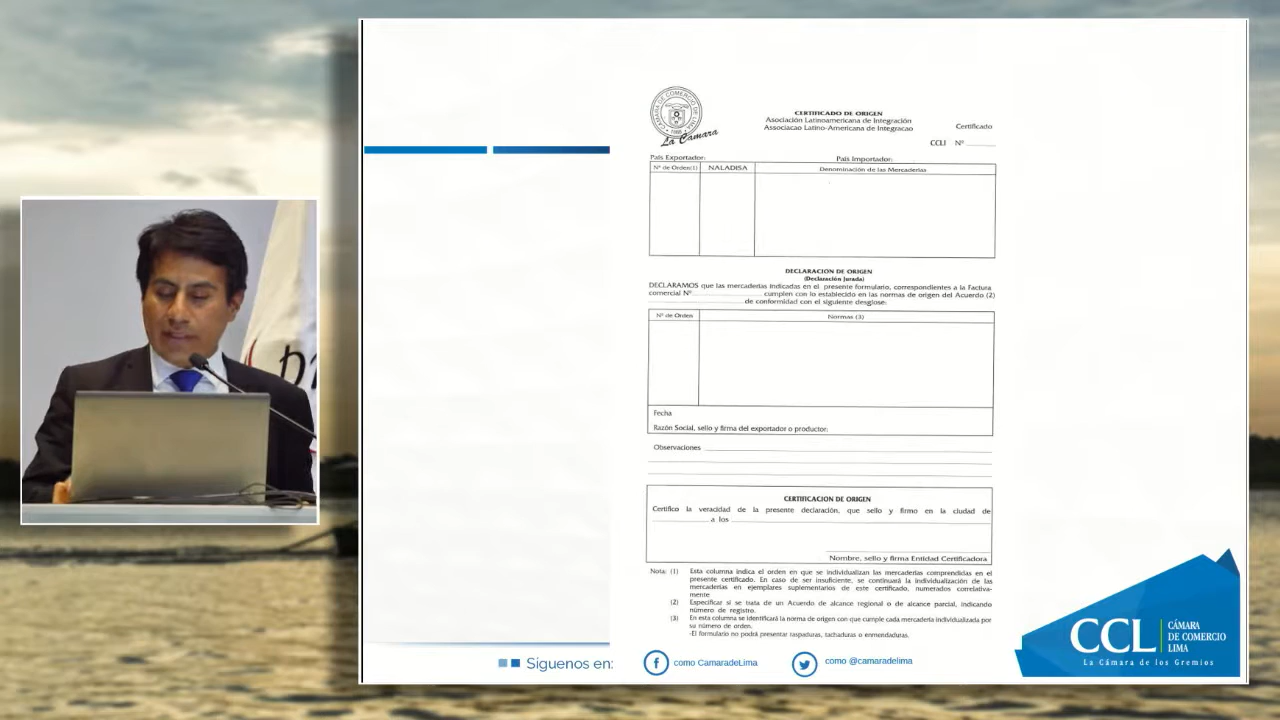 CAMARA DE COMERCIO DE LIMA
1888
La Camara
CERTIFICADO DE ORIGEN
Asociación Latinoamericana de Integración
Associacao Latino-Americana de Integracao
Certificado
CCLI Nº
País Exportador:
País Importador:
Nº de Orden(1) NALADISA Denominación de las Mercaderías
DECLARACION DE ORIGEN
(Declaración Jurada)
DECLARAMOS que las mercaderías indicadas en el presente formulario, correspondientes a la Factura
comercial Nº cumplen con lo establecido en las normas de origen del Acuerdo (2)
de conformidad con el siguiente desglose:
Nº de Orden Normas (3)
Fecha
Razón Social, sello y firma del exportador o productor:
Observaciones
CERTIFICACION DE ORIGEN
Certifico la veracidad de la presente declaración, que sello y firmo en la ciudad de
a los
Nombre, sello y firma Entidad Certificadora
Nota: (1) Esta columna indica el orden en que se individualizan las mercaderías comprendidas en el
presente certificado. En caso de ser insuficiente, se continuará la individualización de las
mercaderías en ejemplares suplementarios de este certificado, numerados correlativa-
mente
(2) Especificar si se trata de un Acuerdo de alcance regional o de alcance parcial, indicando
número de registro.
(3) En esta columna se identificará la norma de origen con que cumple cada mercadería individualizada por
su número de orden.
-El formulario no podrá presentar raspaduras, tachaduras o enmendaduras.
Síguenos en:
como CamaradeLima
como @camaradelima
CCL
CÁMARA
DE COMERCIO
LIMA
La Cámara de los Gremios